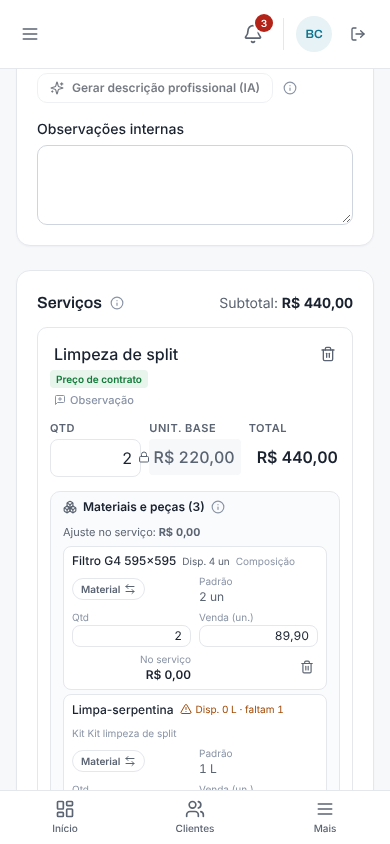 3
BC
Gerar descrição profissional (IA)
Observações internas
Serviços
Subtotal: R$ 440,00
Limpeza de split
Preço de contrato
Observação
QTD UNIT. BASE TOTAL
2 R$ 220,00 R$ 440,00
Materiais e peças (3)
Ajuste no serviço: R$ 0,00
Filtro G4 595×595 Disp. 4 un Composição
Material
Padrão
2 un
Qtd Venda (un.)
2 89,90
No serviço
R$ 0,00
Limpa-serpentina Disp. 0 L · faltam 1
Kit Kit limpeza de split
Material
Padrão
1 L
Qtd Venda (un.)
Início Clientes Mais